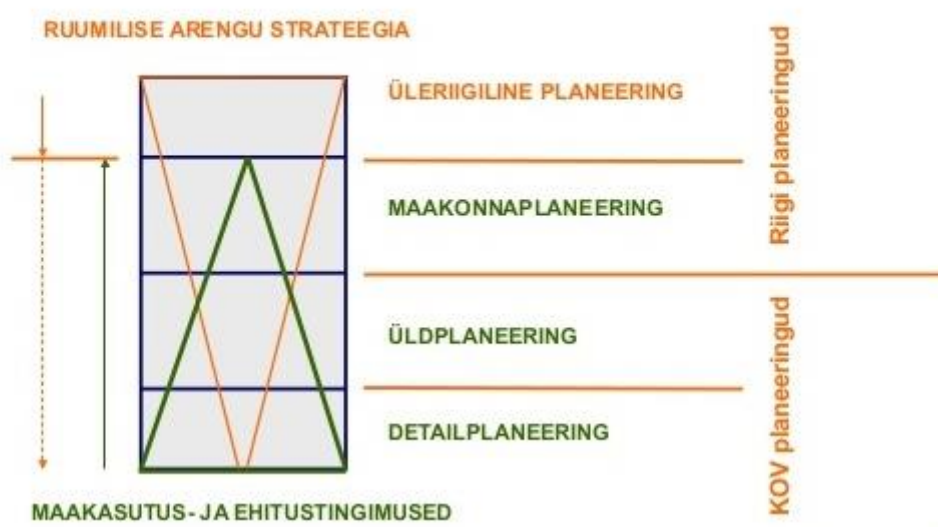 RUUMILISE ARENGU STRATEEGIA
ÜLERIIGILINE PLANEERING
MAAKONNAPLANEERING
Riigi planeeringud
ÜLDPLANEERING
DETAILPLANEERING
KOV planeeringud
MAAKASUTUS- JA EHITUSTINGIMUSED